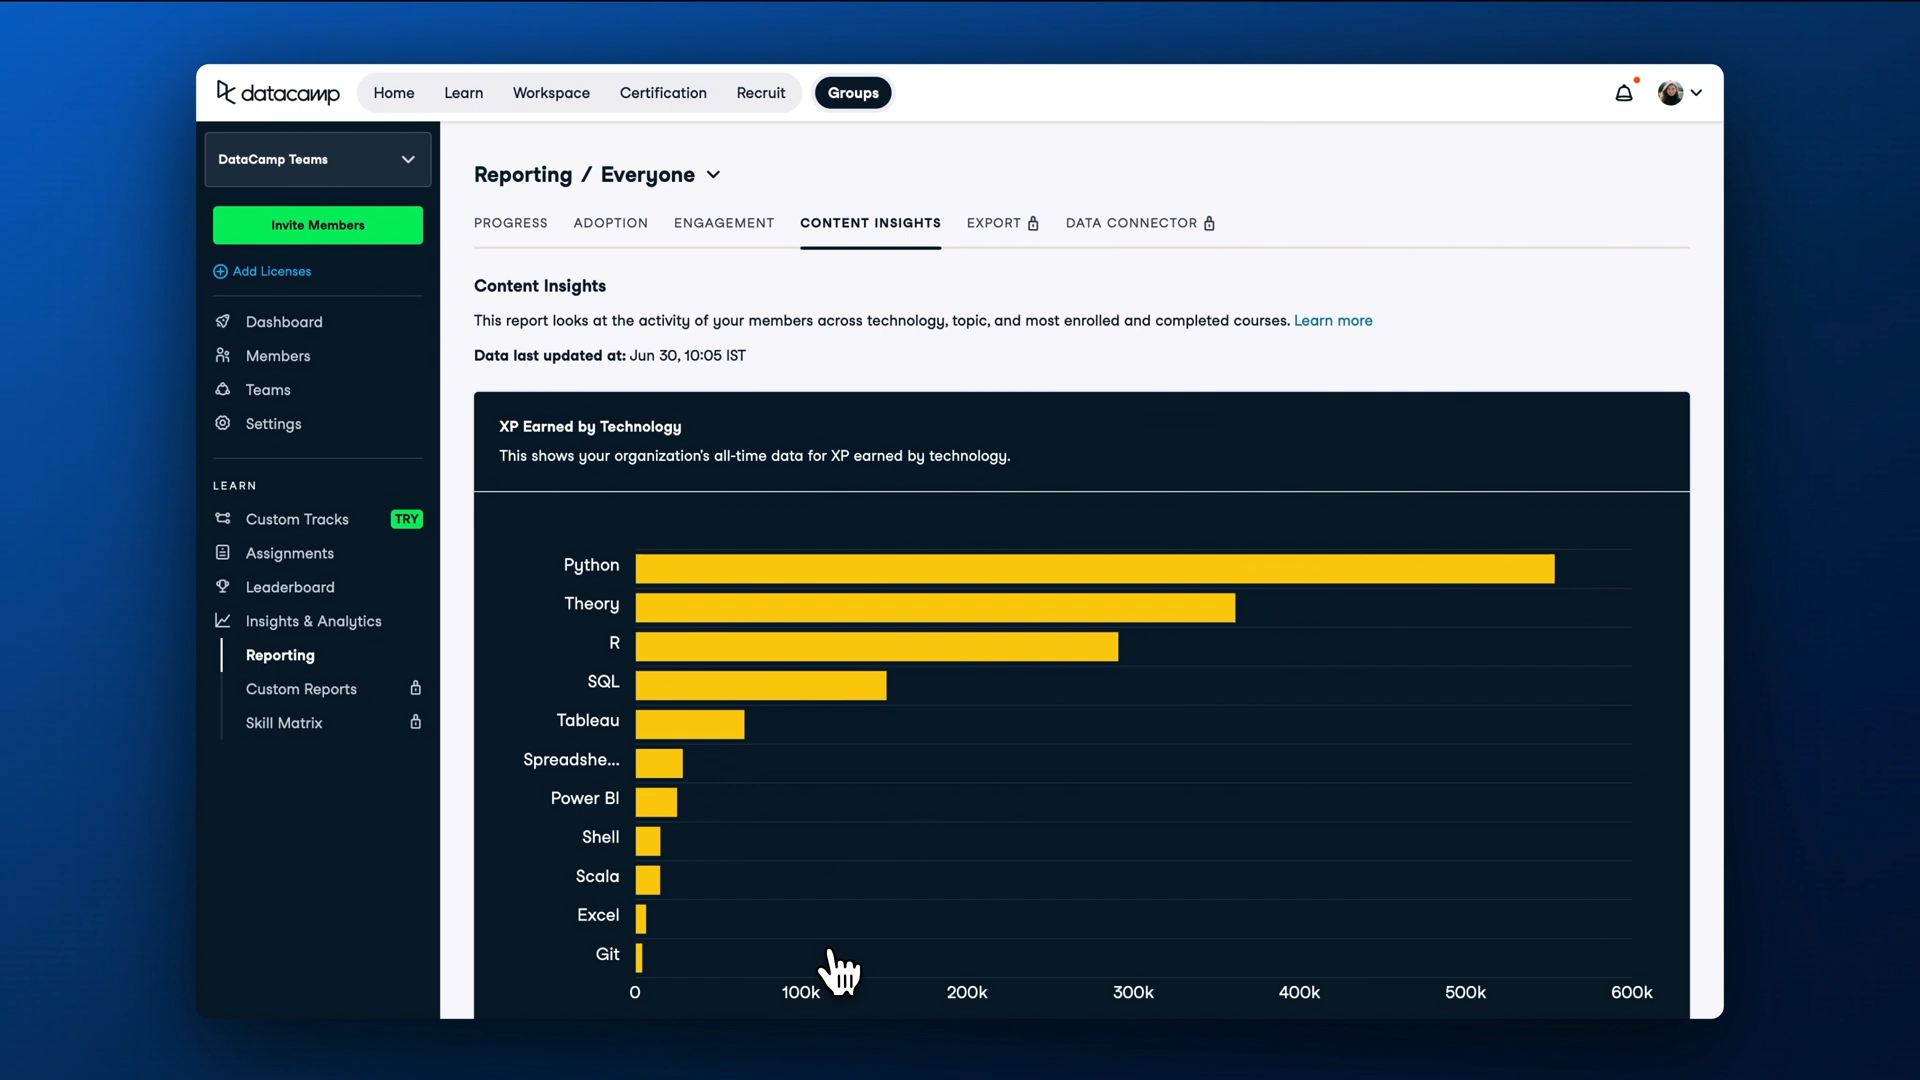 datacamp
Home Learn Workspace Certification Recruit Groups
DataCamp Teams
Invite Members
Add Licenses
Dashboard
Members
Teams
Settings
LEARN
Custom Tracks TRY
Assignments
Leaderboard
Insights & Analytics
Reporting
Custom Reports
Skill Matrix
Reporting / Everyone
PROGRESS ADOPTION ENGAGEMENT CONTENT INSIGHTS EXPORT DATA CONNECTOR
Content Insights
This report looks at the activity of your members across technology, topic, and most enrolled and completed courses. Learn more
Data last updated at: Jun 30, 10:05 IST
XP Earned by Technology
This shows your organization's all-time data for XP earned by technology.
Python
Theory
R
SQL
Tableau
Spreadshe...
Power BI
Shell
Scala
Excel
Git
0 100k 200k 300k 400k 500k 600k